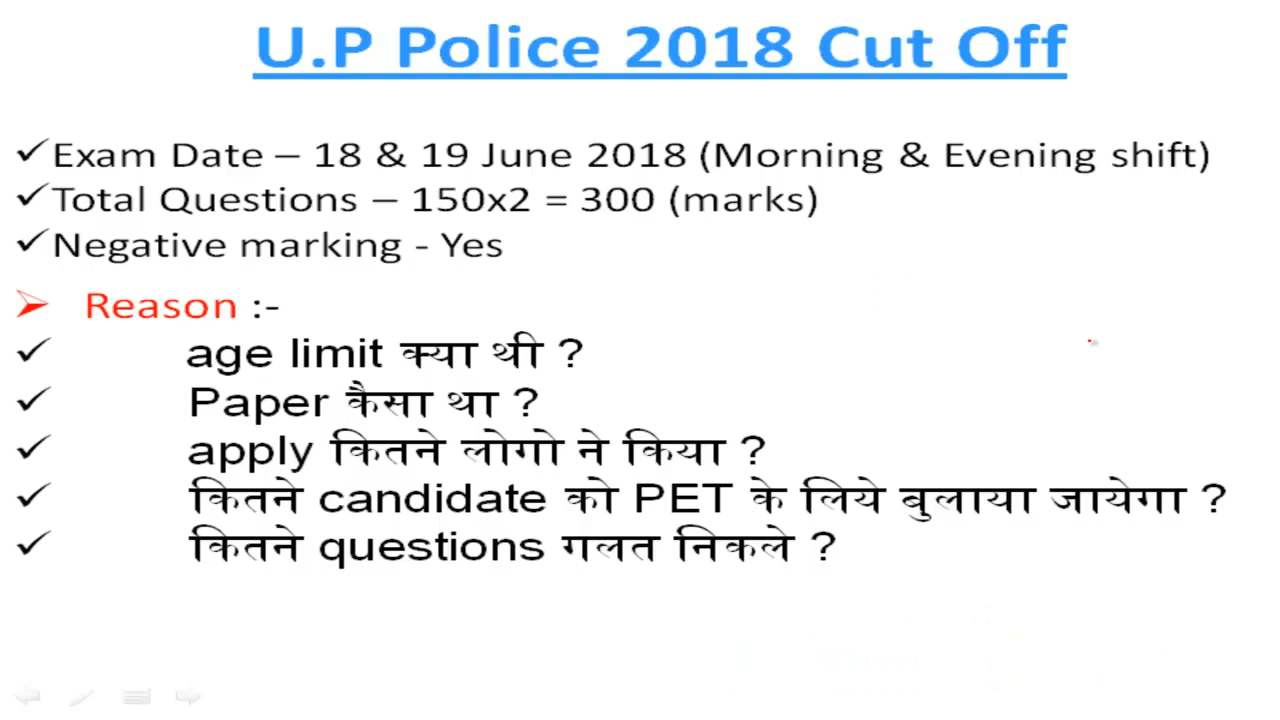 U.P Police 2018 Cut Off
✓Exam Date – 18 & 19 June 2018 (Morning & Evening shift)
✓Total Questions – 150x2 = 300 (marks)
✓Negative marking - Yes
➢ Reason :-
✓ age limit क्या थी ?
✓ Paper कैसा था ?
✓ apply कितने लोगो ने किया ?
✓ कितने candidate को PET के लिये बुलाया जायेगा ?
✓ कितने questions गलत निकले ?